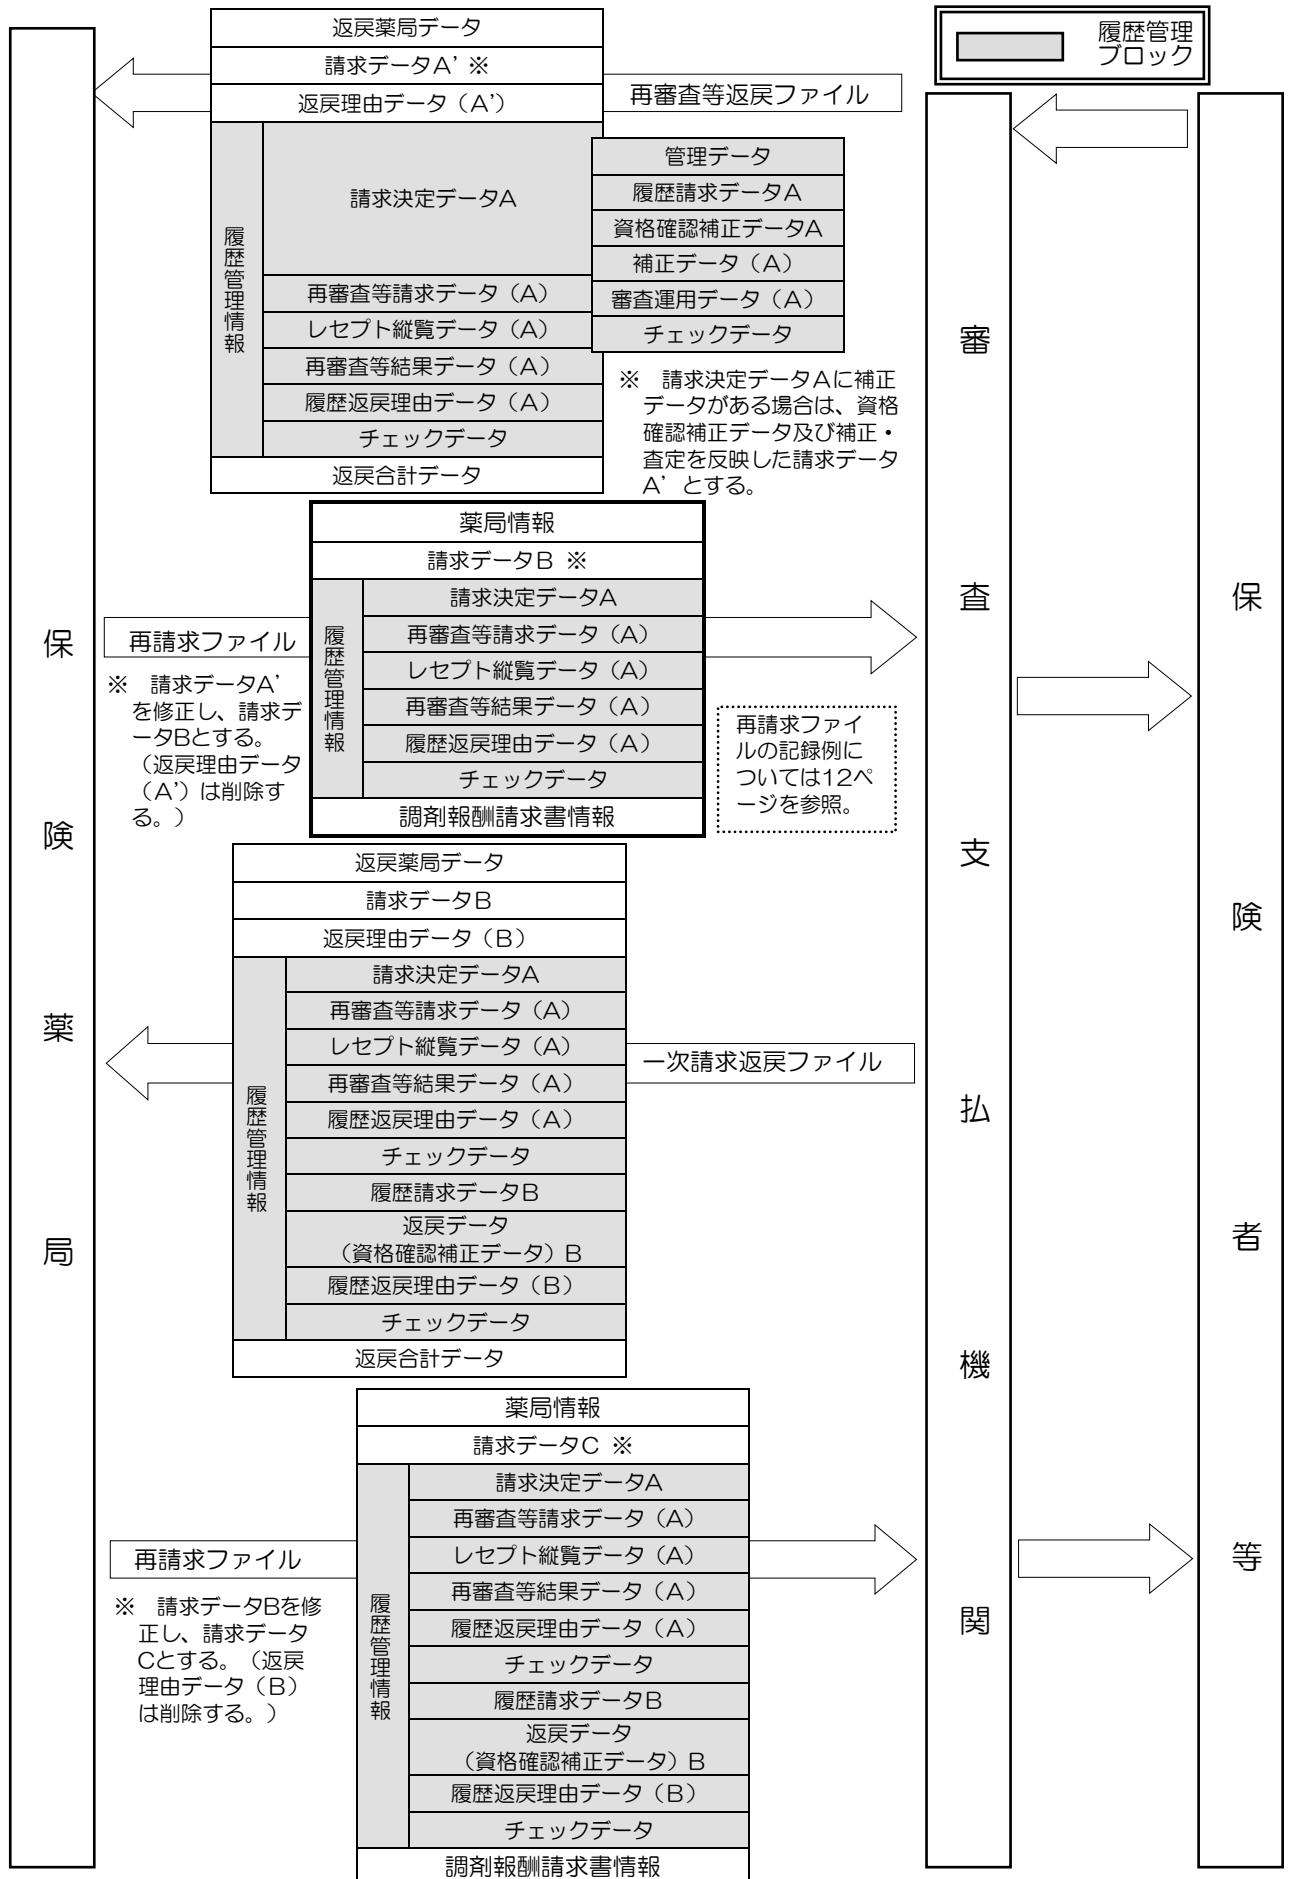 履歴管理
ブロック
返戻薬局データ
請求データA’ ※
返戻理由データ（A’）
再審査等返戻ファイル
履歴管理情報
請求決定データA
管理データ
履歴請求データA
資格確認補正データA
補正データ（A）
審査運用データ（A）
チェックデータ
再審査等請求データ（A）
レセプト縦覧データ（A）
再審査等結果データ（A）
履歴返戻理由データ（A）
チェックデータ
返戻合計データ
※　請求決定データAに補正
データがある場合は、資格
確認補正データ及び補正・
査定を反映した請求データ
A’とする。
薬局情報
請求データB ※
履歴管理情報
請求決定データA
再審査等請求データ（A）
レセプト縦覧データ（A）
再審査等結果データ（A）
履歴返戻理由データ（A）
チェックデータ
調剤報酬請求書情報
再請求ファイル
※　請求データA’
を修正し、請求デ
ータBとする。
（返戻理由データ
（A’）は削除す
る。）
再請求ファイ
ルの記録例に
ついては12ペ
ージを参照。
返戻薬局データ
請求データB
返戻理由データ（B）
履歴管理情報
請求決定データA
再審査等請求データ（A）
レセプト縦覧データ（A）
再審査等結果データ（A）
履歴返戻理由データ（A）
チェックデータ
履歴請求データB
返戻データ
（資格確認補正データ）B
履歴返戻理由データ（B）
チェックデータ
返戻合計データ
一次請求返戻ファイル
薬局情報
請求データC ※
履歴管理情報
請求決定データA
再審査等請求データ（A）
レセプト縦覧データ（A）
再審査等結果データ（A）
履歴返戻理由データ（A）
チェックデータ
履歴請求データB
返戻データ
（資格確認補正データ）B
履歴返戻理由データ（B）
チェックデータ
調剤報酬請求書情報
再請求ファイル
※　請求データBを修
正し、請求データ
Cとする。（返戻
理由データ（B）
は削除する。）
保険薬局
審査支払機関
保険者等